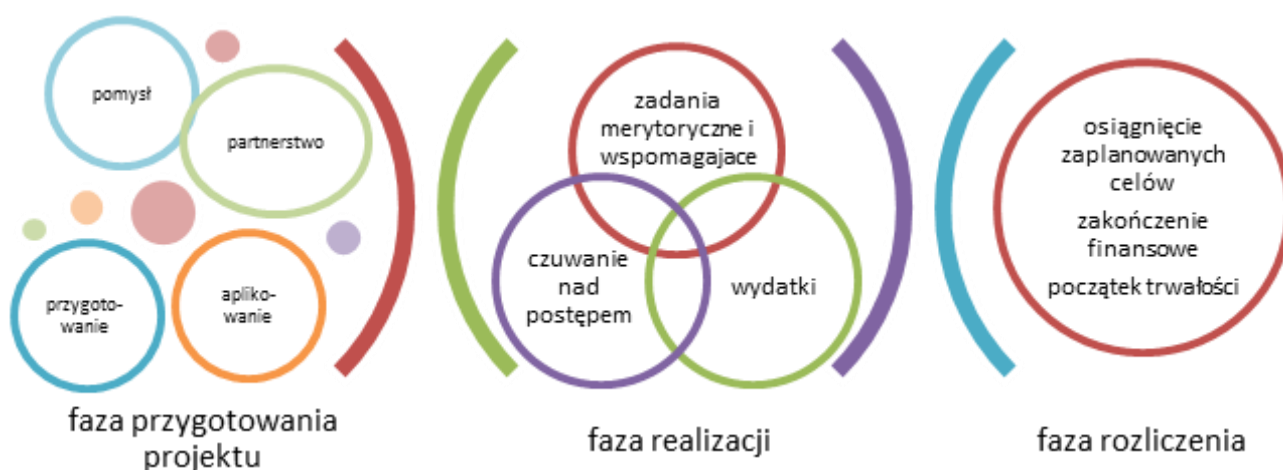 pomysł
partnerstwo
przygoto-
wanie
apliko-
wanie
faza przygotowania
projektu
zadania
merytoryczne i
wspomagajace
czuwanie
nad
postępem
wydatki
faza realizacji
osiągnięcie
zaplanowanych
celów
zakończenie
finansowe
początek trwałości
faza rozliczenia